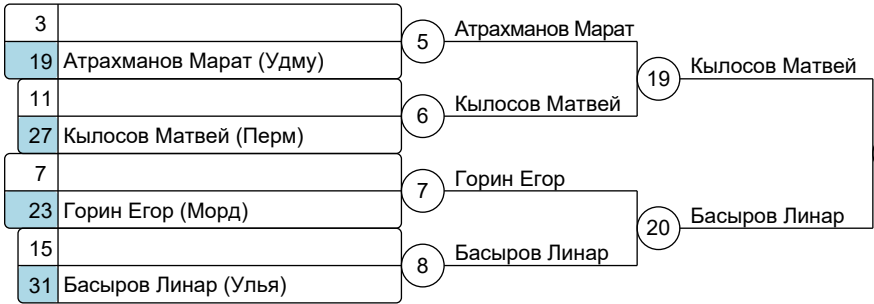 3
19 Атрахманов Марат (Удму)
5 Атрахманов Марат
11
27 Кылосов Матвей (Перм)
6 Кылосов Матвей
19 Кылосов Матвей
7
23 Горин Егор (Морд)
7 Горин Егор
15
31 Басыров Линар (Улья)
8 Басыров Линар
20 Басыров Линар